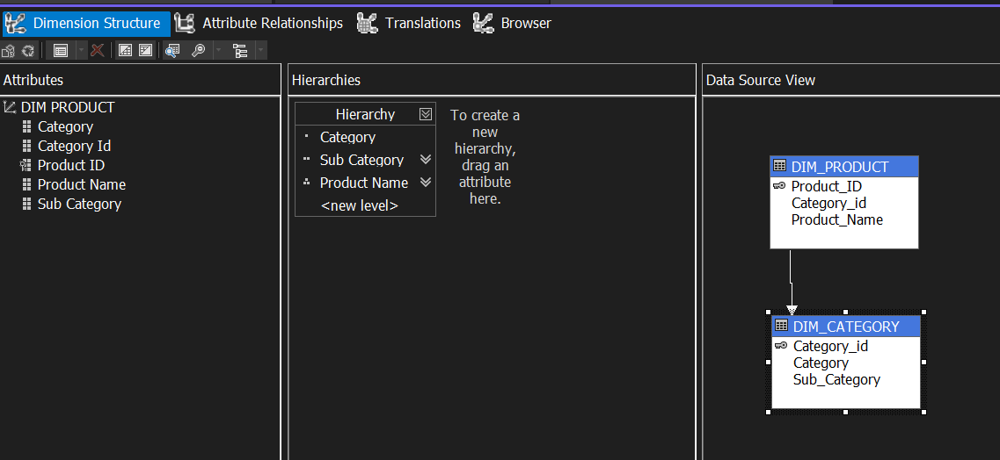 Dimension Structure Attribute Relationships Translations Browser
Attributes
DIM PRODUCT
Category
Category Id
Product ID
Product Name
Sub Category
Hierarchies
Hierarchy
Category
Sub Category
Product Name
<new level>
To create a
new
hierarchy,
drag an
attribute
here.
Data Source View
DIM_PRODUCT
Product_ID
Category_id
Product_Name
DIM_CATEGORY
Category_id
Category
Sub_Category